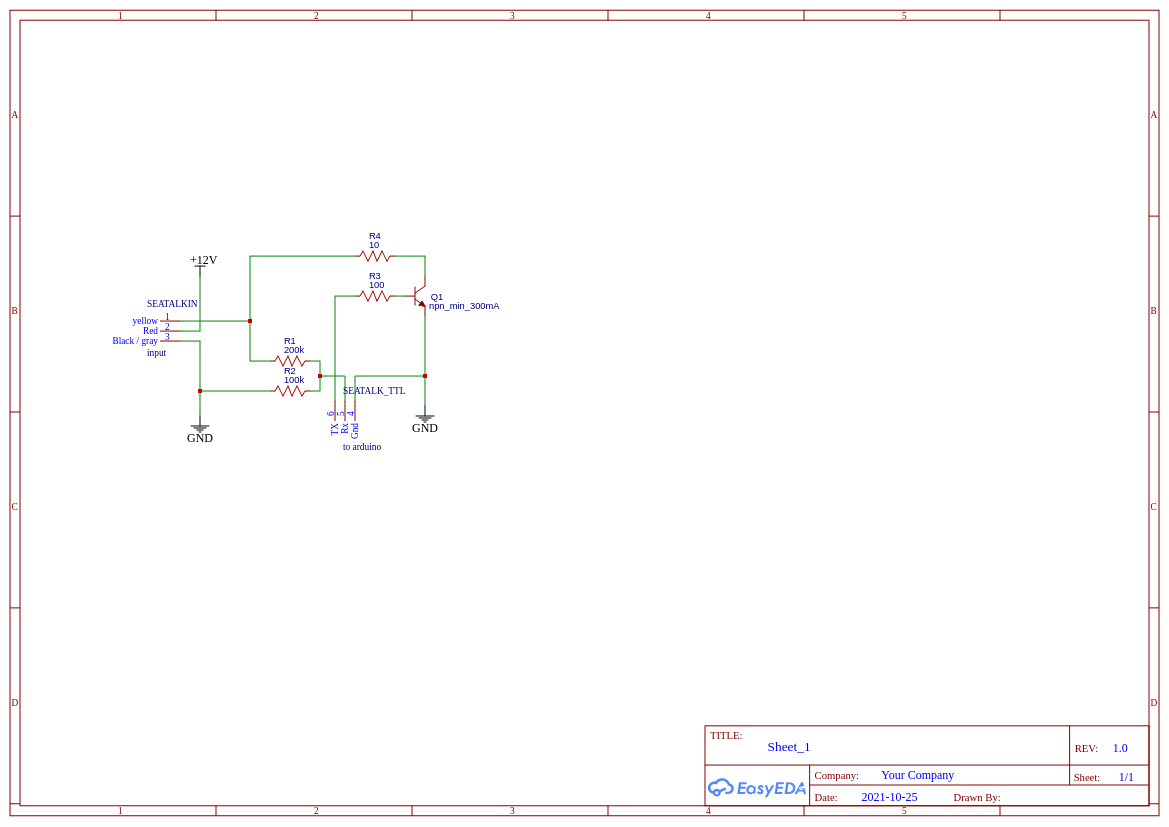 1 2 3 4 5
A A
R4
10
+12V
R3
100
Q1
npn_min_300mA
SEATALKIN
B B
yellow 1
Red 2
Black / gray 3
input
R1
200k
R2
100k
SEATALK_TTL
6 5 4
TX Rx Gnd
GND
GND
to arduino
C C
D D
TITLE:
Sheet_1
REV: 1.0
EasyEDA
Company: Your Company
Sheet: 1/1
Date: 2021-10-25 Drawn By:
1 2 3 4 5